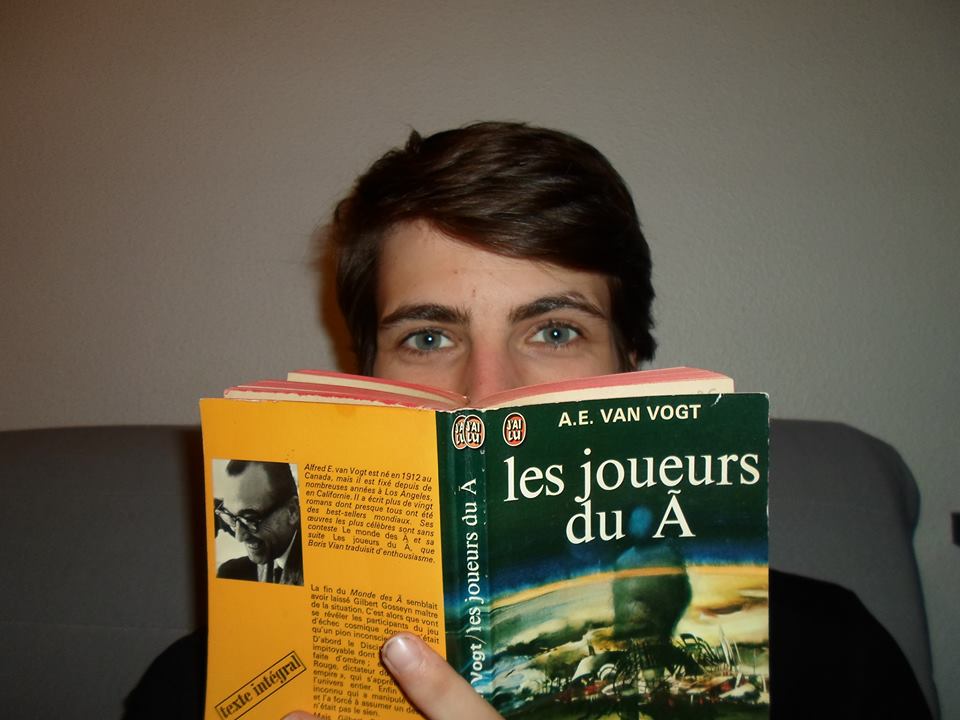 Alfred E. van Vogt est né en 1912 au
Canada, mais il est fixé depuis de
nombreuses années à Los Angeles,
en Californie. Il a écrit plus de vingt
romans dont presque tous ont été
des best-sellers mondiaux. Ses
œuvres les plus célèbres sont sans
conteste Le monde des Ā et sa
suite Les joueurs du Ā, que
Boris Vian traduisit d'enthousiasme.
La fin du Monde des Ã semblait
avoir laissé Gilbert Gosseyn maître
de la situation. C'est alors que vont
se révéler les participants du jeu
d'échec cosmique était
qu'un pion
D'abord le
impitoyable dont
faite d'ombre;
Rouge, dictateur
empire », qui
l'univers entier. Enfin
inconnu qui a
et l'a forcé à assumer un
n'était pas le sien.
Mais
texte intégral
J'AI
LU
J'AI
LU
Vogt/les joueurs du Ā
J'AI
LU
A.E. VAN VOGT
les joueurs
du Ã